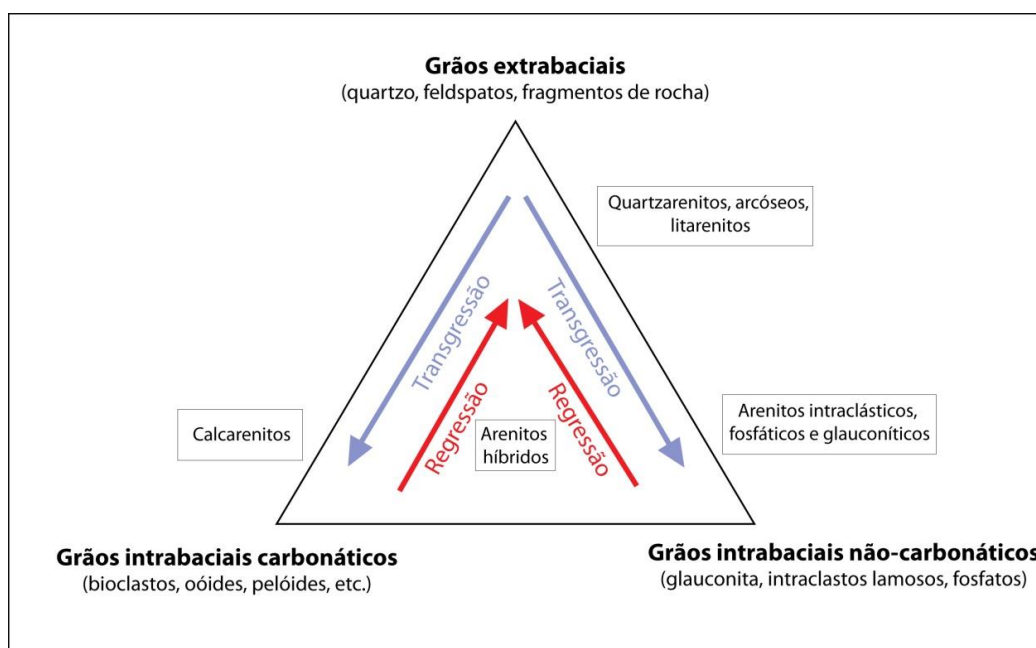 Grãos extrabaciais
(quartzo, feldspatos, fragmentos de rocha)
Quartzarenitos, arcóseos,
litarenitos
Transgressão
Transgressão
Regressão
Regressão
Calcarenitos
Arenitos
híbridos
Arenitos intraclásticos,
fosfáticos e glauconíticos
Grãos intrabaciais carbonáticos
(bioclastos, oóides, pelóides, etc.)
Grãos intrabaciais não-carbonáticos
(glauconita, intraclastos lamosos, fosfatos)